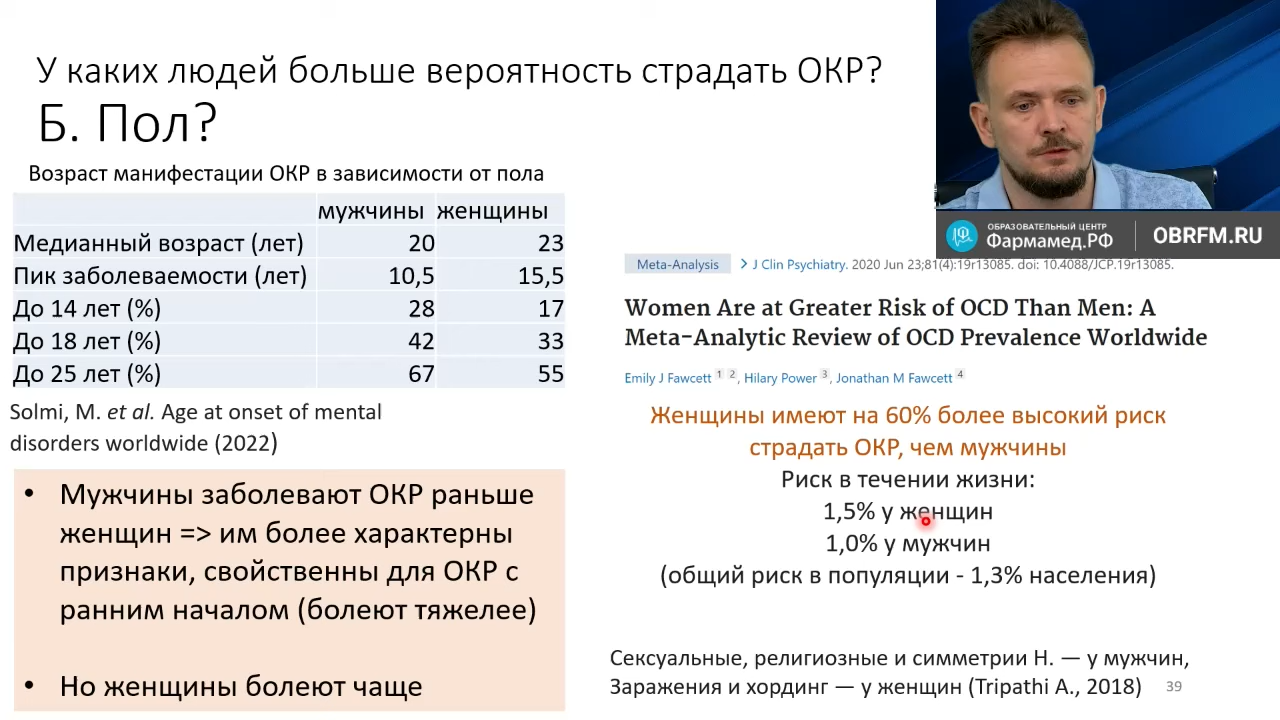 У каких людей больше вероятность страдать ОКР?
Б. Пол?
Возраст манифестации ОКР в зависимости от пола
мужчины женщины
Медианный возраст (лет) 20 23
Пик заболеваемости (лет) 10,5 15,5
До 14 лет (%) 28 17
До 18 лет (%) 42 33
До 25 лет (%) 67 55
Solmi, M. et al. Age at onset of mental
disorders worldwide (2022)
• Мужчины заболевают ОКР раньше
женщин => им более характерны
признаки, свойственны для ОКР с
ранним началом (болеют тяжелее)
• Но женщины болеют чаще
ОБРАЗОВАТЕЛЬНЫЙ ЦЕНТР
Фармамед.РФ
OBRFM.RU
Meta-Analysis > J Clin Psychiatry. 2020 Jun 23;81(4):19r13085. doi: 10.4088/JCP.19r13085.
Women Are at Greater Risk of OCD Than Men: A
Meta-Analytic Review of OCD Prevalence Worldwide
Emily J Fawcett 1 2, Hilary Power 3, Jonathan M Fawcett 4
Женщины имеют на 60% более высокий риск
страдать ОКР, чем мужчины
Риск в течении жизни:
1,5% у женщин
1,0% у мужчин
(общий риск в популяции - 1,3% населения)
Сексуальные, религиозные и симметрии Н. — у мужчин,
Заражения и хординг — у женщин (Tripathi A., 2018)
39